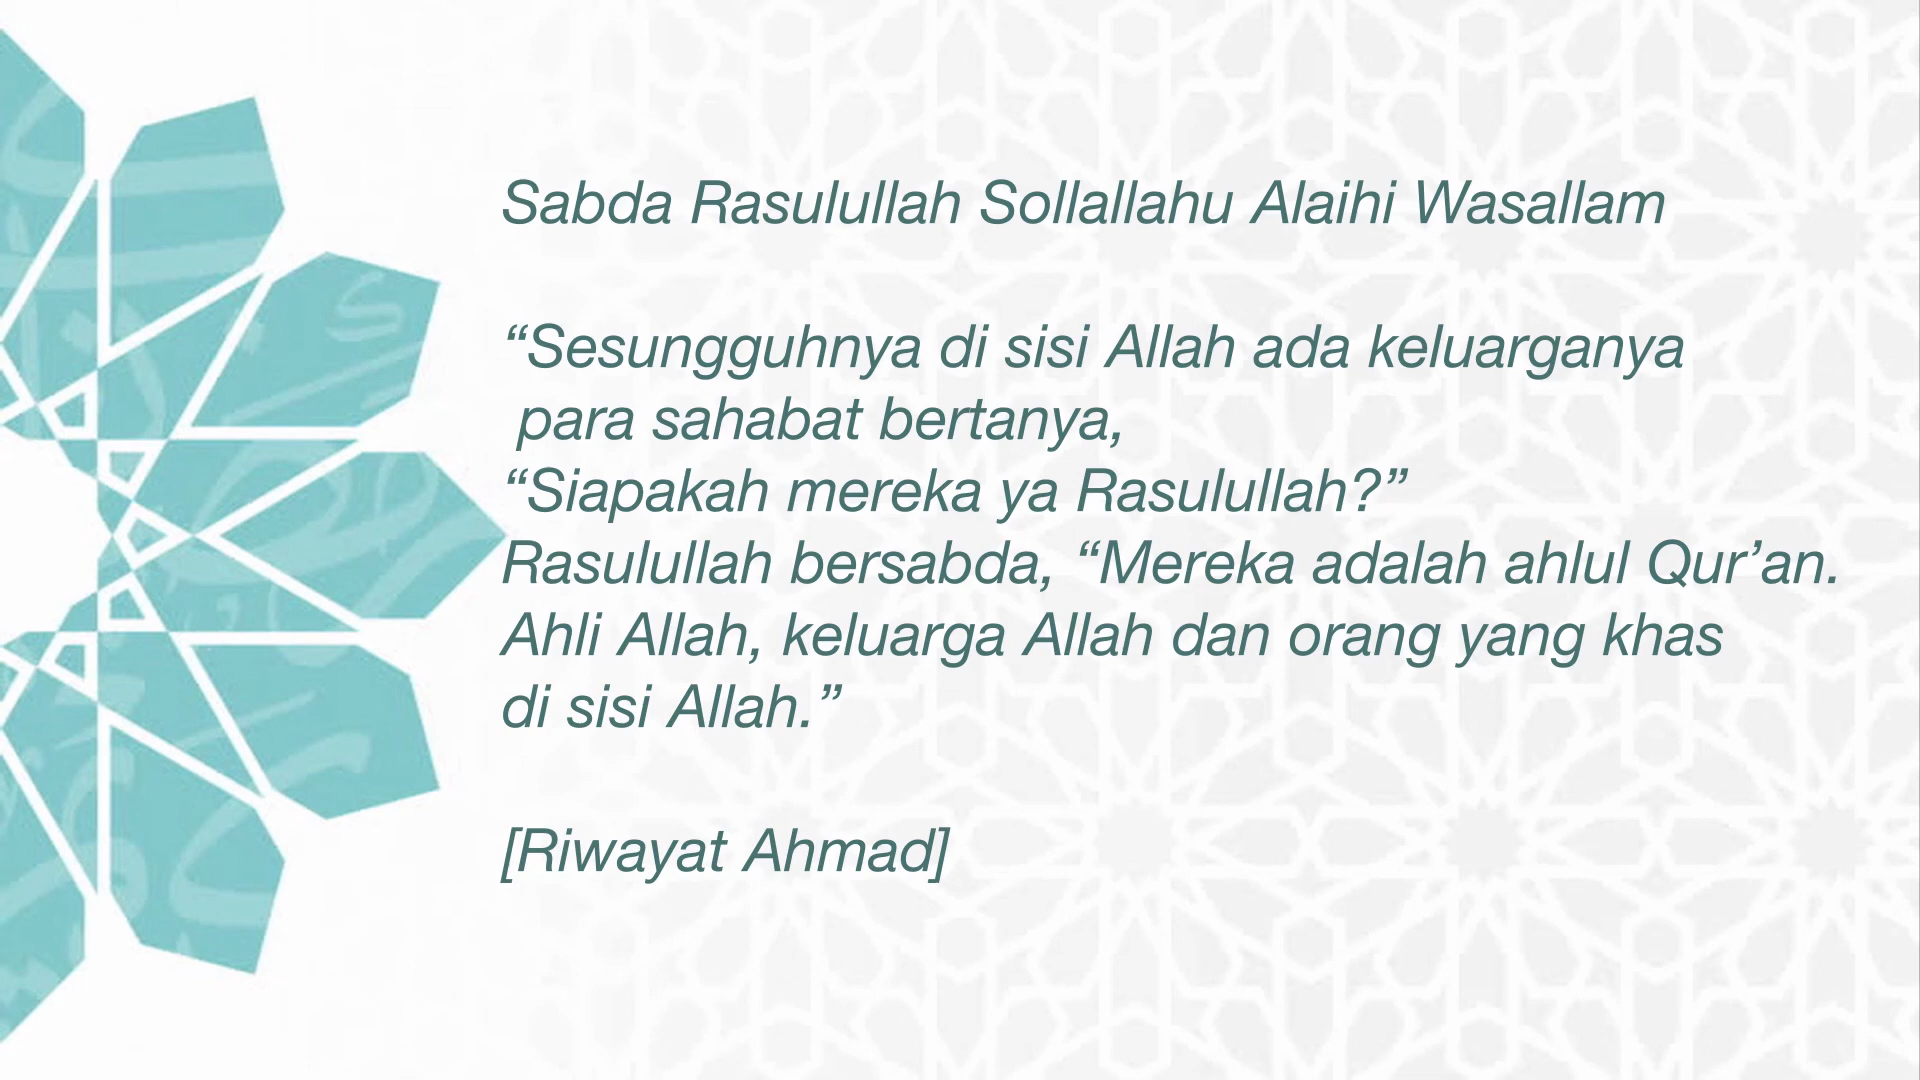 Sabda Rasulullah Sollallahu Alaihi Wasallam
“Sesungguhnya di sisi Allah ada keluarganya
para sahabat bertanya,
“Siapakah mereka ya Rasulullah?”
Rasulullah bersabda, “Mereka adalah ahlul Qur’an.
Ahli Allah, keluarga Allah dan orang yang khas
di sisi Allah.”
[Riwayat Ahmad]